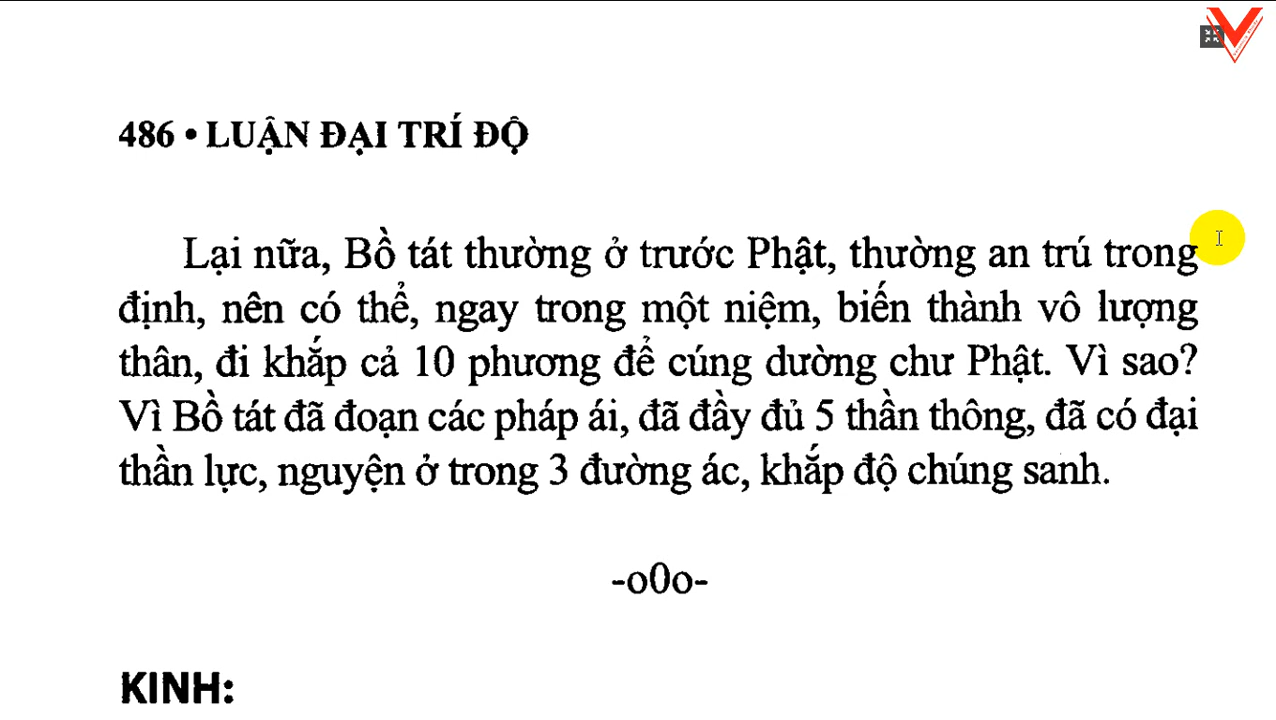 486 • LUẬN ĐẠI TRÍ ĐỘ
Lại nữa, Bồ tát thường ở trước Phật, thường an trú trong
định, nên có thể, ngay trong một niệm, biến thành vô lượng
thân, đi khắp cả 10 phương để cúng dường chư Phật. Vì sao?
Vì Bồ tát đã đoạn các pháp ái, đã đầy đủ 5 thần thông, đã có đại
thần lực, nguyện ở trong 3 đường ác, khắp độ chúng sanh.
-o0o-
KINH: